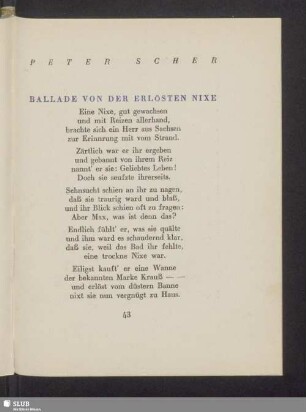 PETER SCHER
BALLADE VON DER ERLÖSTEN NIXE
Eine Nixe, gut gewachsen
und mit Reizen allerhand,
brachte sich ein Herr aus Sachsen
zur Erinnrung mit vom Strand.
Zärtlich war er ihr ergeben
und gebannt von ihrem Reiz
nannt' er sie: Geliebtes Leben!
Doch sie seufzte ihrerseits.
Sehnsucht schien an ihr zu nagen,
daß sie traurig ward und blaß,
und ihr Blick schien oft zu fragen:
Aber Max, was ist denn das?
Endlich fühlt' er, was sie quälte
und ihm ward es schaudernd klar,
daß sie, weil das Bad ihr fehlte,
eine trockne Nixe war.
Eiligst kauft' er eine Wanne
der bekannten Marke Krauß — —
und erlöst vom düstern Banne
nixt sie nun vergnügt zu Haus.
43
SLUB